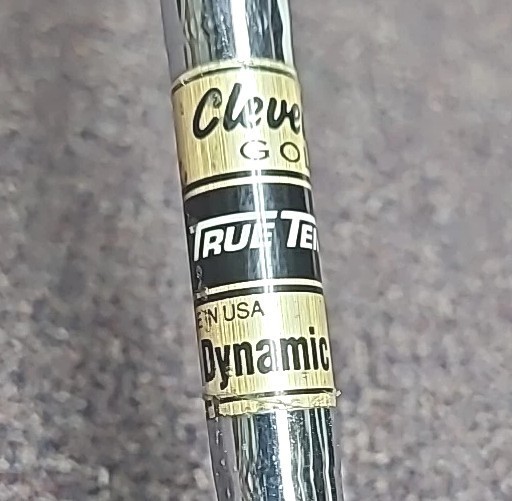 Cleve
GO
TRUE TE
E IN USA
Dynamic